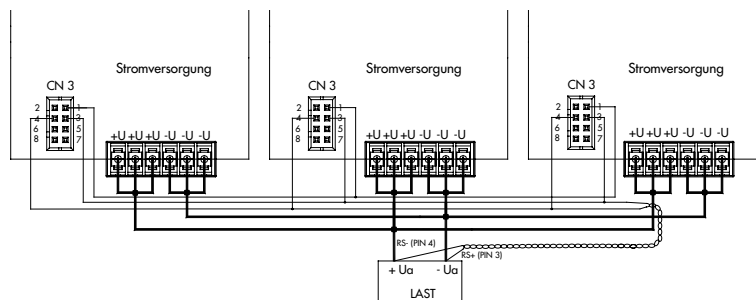 Stromversorgung
CN 3
2 1
4 3
6 5
8 7
+U +U +U -U -U -U
Stromversorgung
CN 3
2 1
4 3
6 5
8 7
+U +U +U -U -U -U
Stromversorgung
CN 3
2 1
4 3
6 5
8 7
+U +U +U -U -U -U
RS- (PIN 4)
RS+ (PIN 3)
+ Ua - Ua
LAST